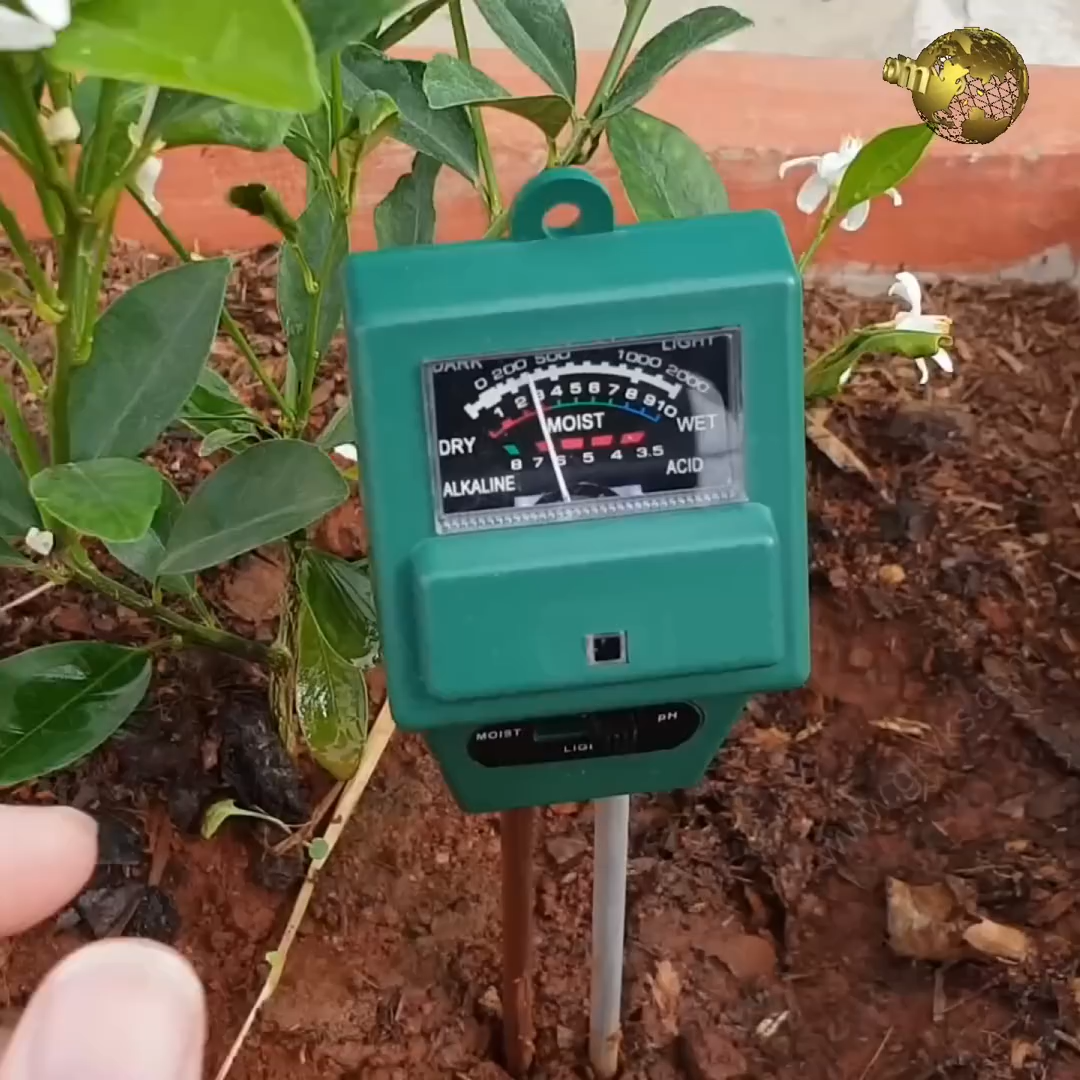 DARK LIGHT
0 200 500 1000 2000
1 2 3 4 5 6 7 8 9 10
MOIST
DRY WET
8 7 6 5 4 3.5
ALKALINE ACID
MOIST pH
LIGI